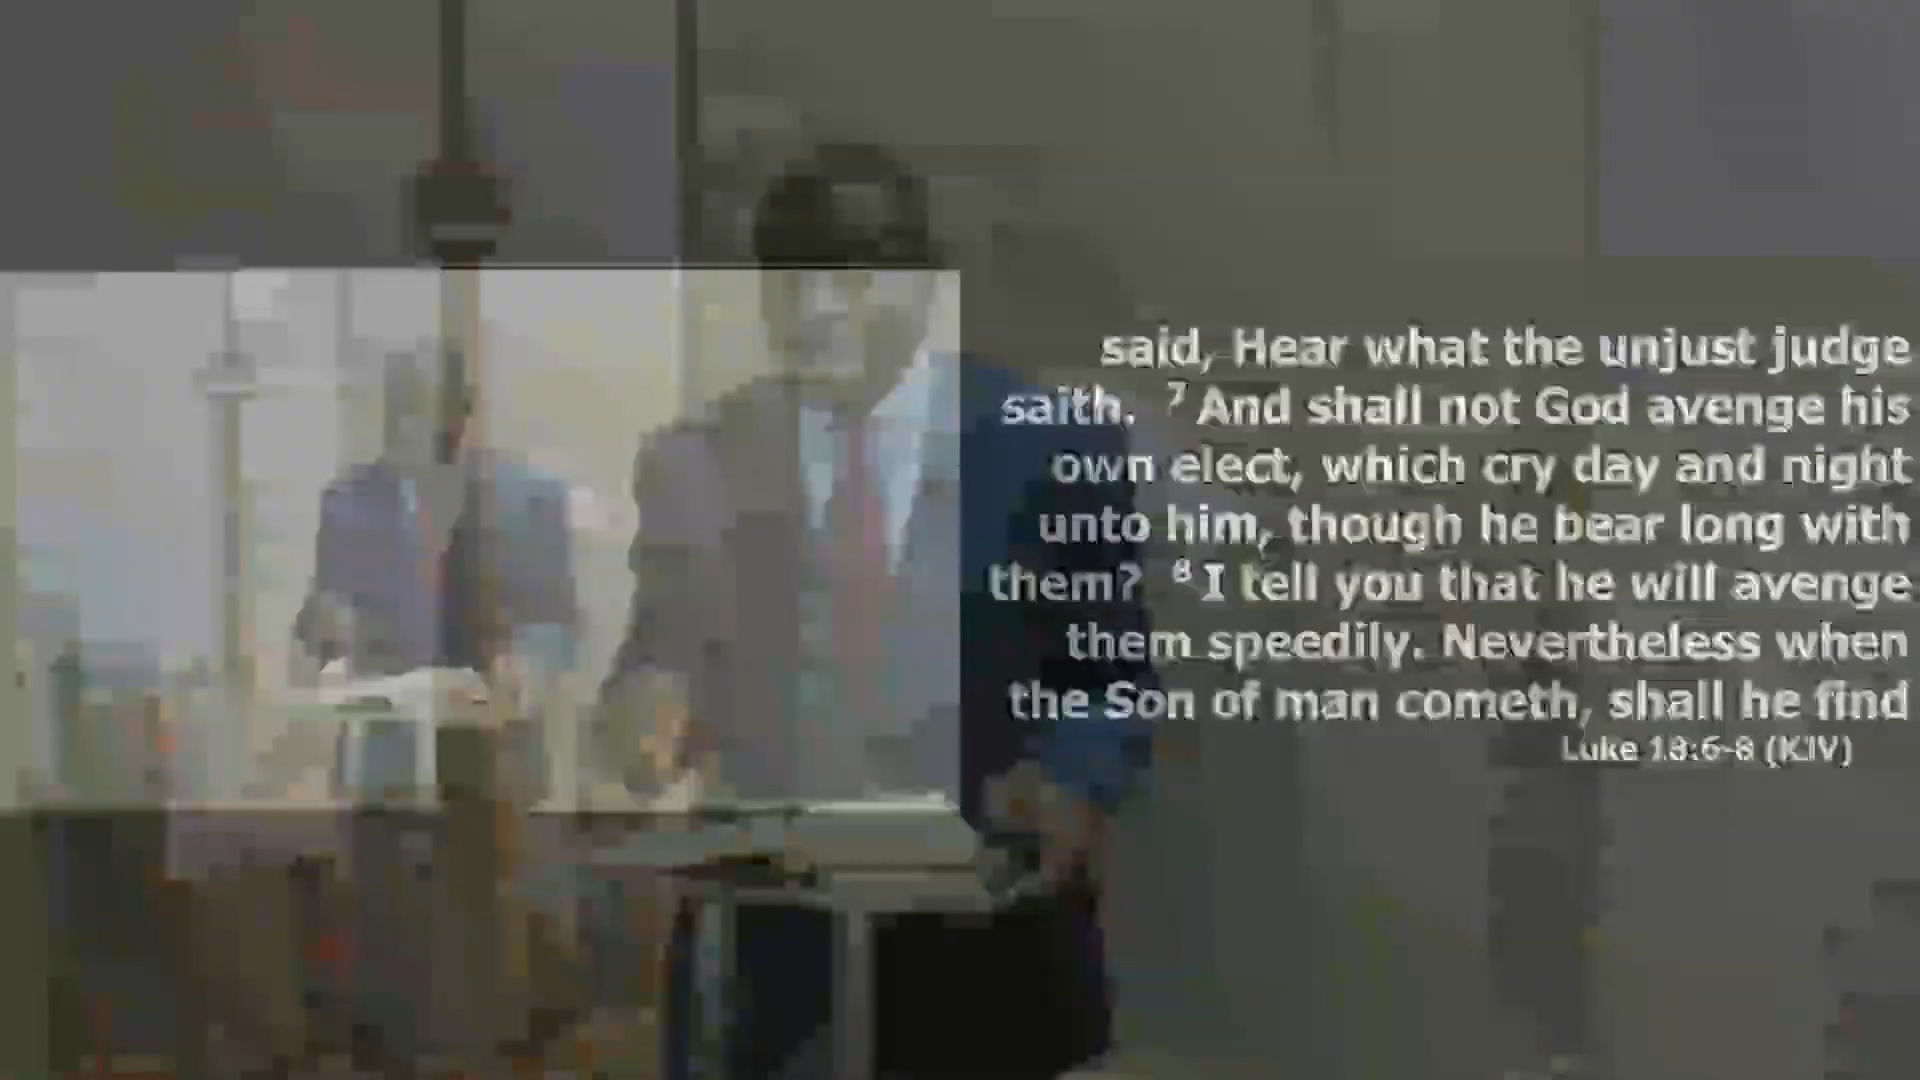 said, Hear what the unjust judge
saith. ⁷ And shall not God avenge his
own elect, which cry day and night
unto him, though he bear long with
them? ⁸ I tell you that he will avenge
them speedily. Nevertheless when
the Son of man cometh, shall he find
Luke 18:6-8 (KJV)